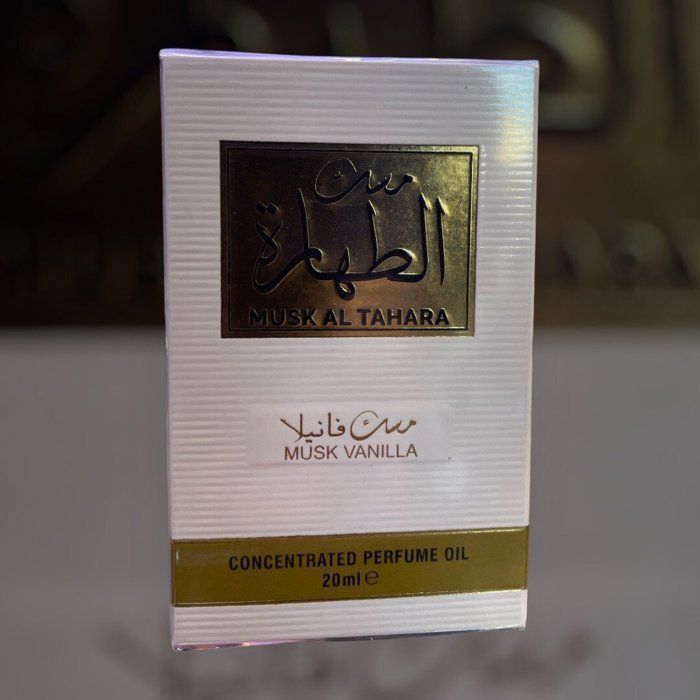 مسك
الطهارة
MUSK AL TAHARA
مسك فانيلا
MUSK VANILLA
CONCENTRATED PERFUME OIL
20ml ℮